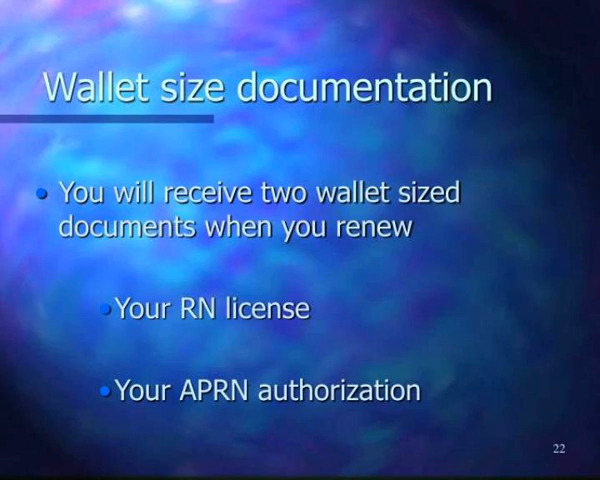 Wallet size documentation
• You will receive two wallet sized
documents when you renew
• Your RN license
• Your APRN authorization
22